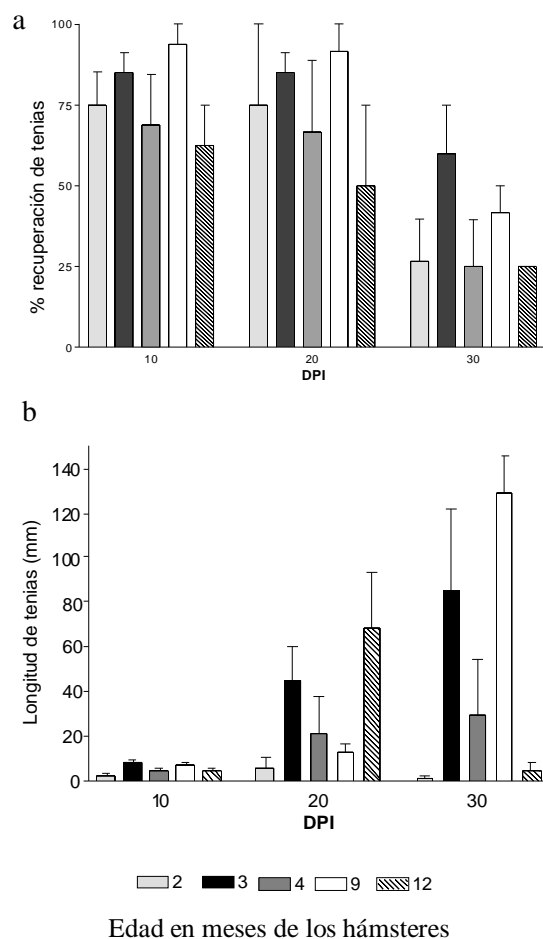 a
100
75
50
25
0
% recuperación de tenias
10 20 30
DPI
b
140
120
100
80
60
40
20
0
Longitud de tenias (mm)
10 20 30
DPI
2 3 4 9 12
Edad en meses de los hámsteres